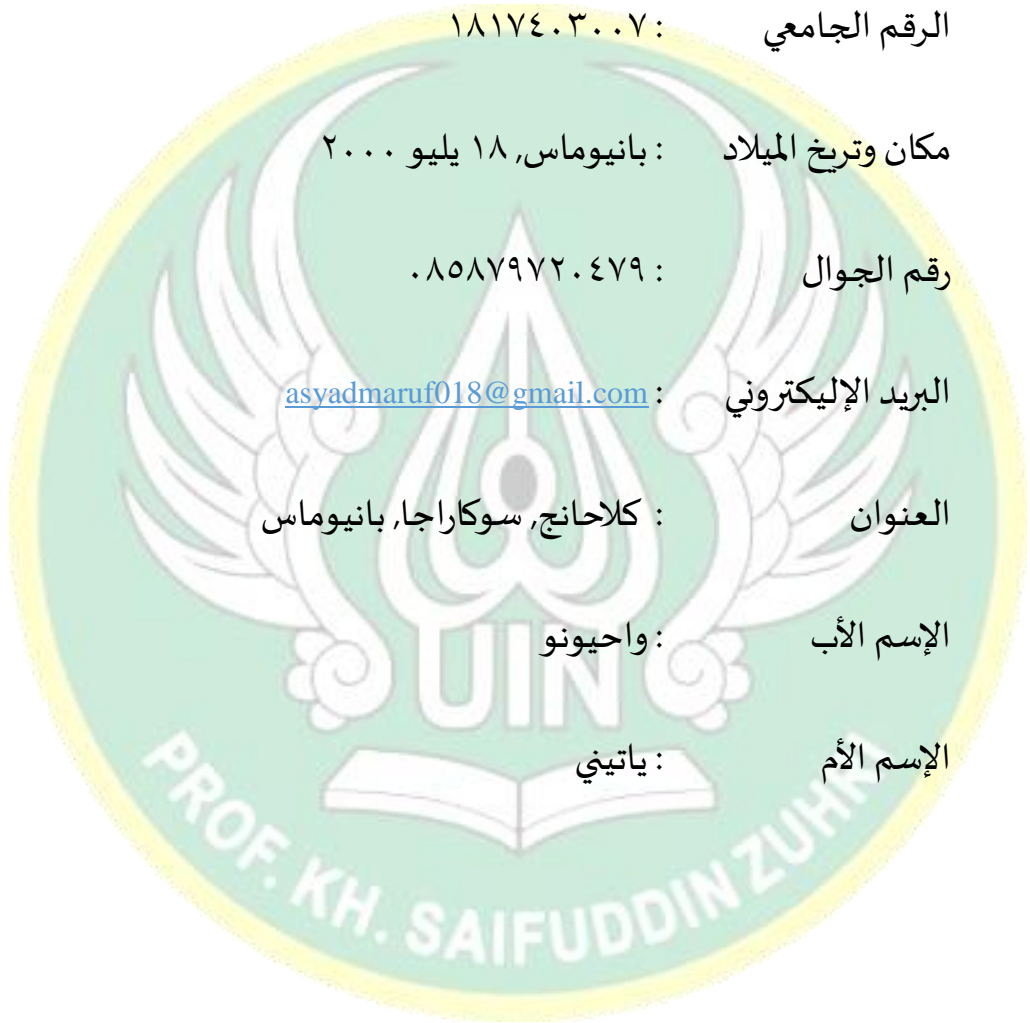 الرقم الجامعي : ١٨١٧٤٠٣٠٠٧
مكان وتريخ الميلاد : بانيوماس, ١٨ يليو ٢٠٠٠
رقم الجوال : ٠٨٥٨٧٩٧٢٠٤٧٩
البريد الإليكتروني : asyadmaruf018@gmail.com
العنوان : كلاحانج, سوكاراجا, بانيوماس
الإسم الأب : واحيونو
الإسم الأم : ياتيني
UIN
PROF. KH. SAIFUDDIN ZUHRI